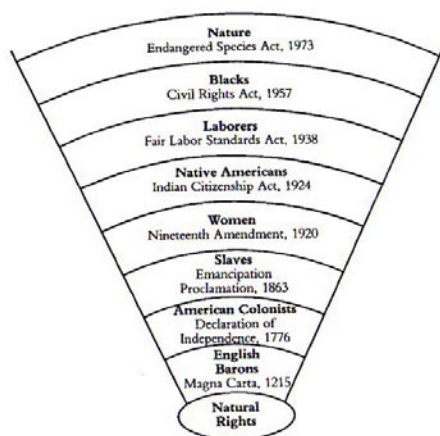 Nature
Endangered Species Act, 1973
Blacks
Civil Rights Act, 1957
Laborers
Fair Labor Standards Act, 1938
Native Americans
Indian Citizenship Act, 1924
Women
Nineteenth Amendment, 1920
Slaves
Emancipation
Proclamation, 1863
American Colonists
Declaration of
Independence, 1776
English
Barons
Magna Carta, 1215
Natural
Rights